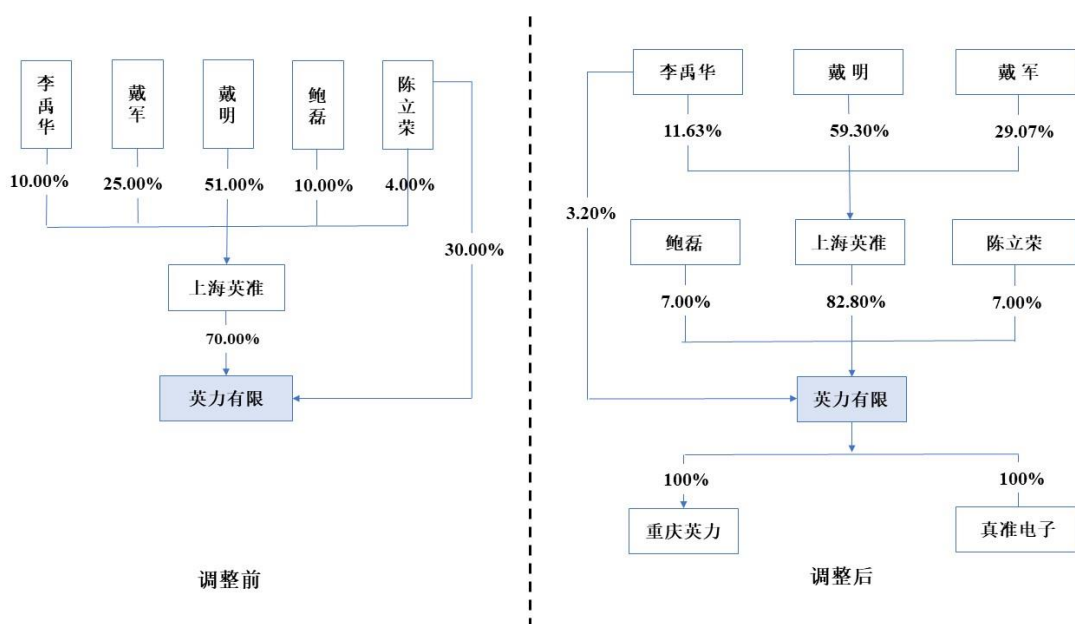 李禹华
戴军
戴明
鲍磊
陈立荣
10.00%
25.00%
51.00%
10.00%
4.00%
30.00%
上海英准
70.00%
英力有限
调整前
李禹华
戴 明
戴 军
11.63%
59.30%
29.07%
3.20%
鲍磊
上海英准
陈立荣
7.00%
82.80%
7.00%
英力有限
100%
100%
重庆英力
真准电子
调整后